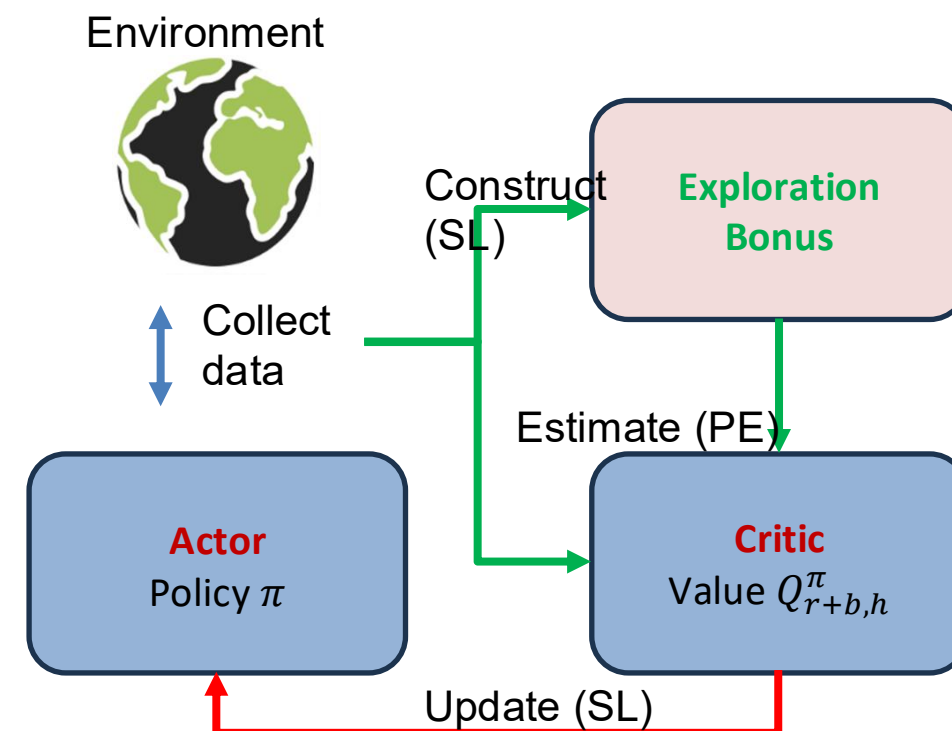 Environment
Construct
(SL)
Exploration
Bonus
Collect
data
Estimate (PE)
Actor
Policy π
Critic
Value Q^π_{r+b,h}
Update (SL)